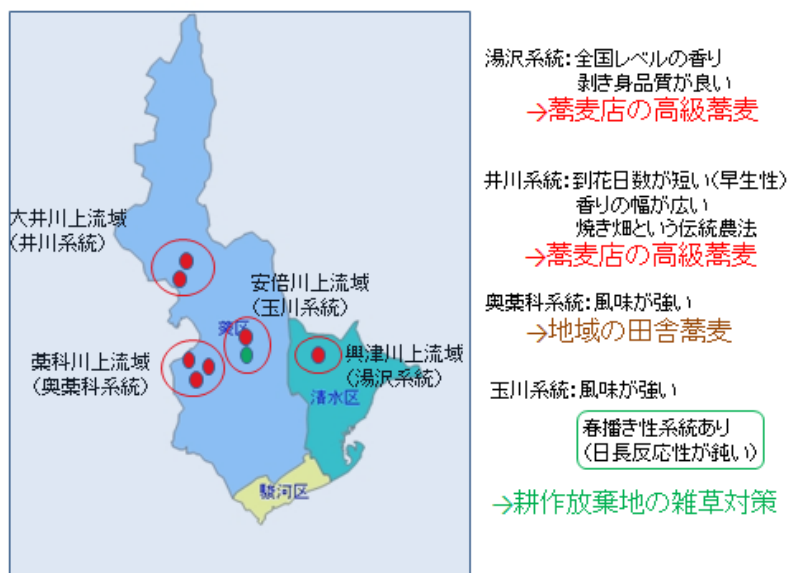 大井川上流域
(井川系統)
安倍川上流域
(玉川系統)
葵区
藁科川上流域
(奥藁科系統)
興津川上流域
(湯沢系統)
清水区
駿河区
湯沢系統:全国レベルの香り
剥き身品質が良い
→蕎麦店の高級蕎麦
井川系統:到花日数が短い(早生性)
香りの幅が広い
焼き畑という伝統農法
→蕎麦店の高級蕎麦
奥藁科系統:風味が強い
→地域の田舎蕎麦
玉川系統:風味が強い
春播き性系統あり
(日長反応性が鈍い)
→耕作放棄地の雑草対策